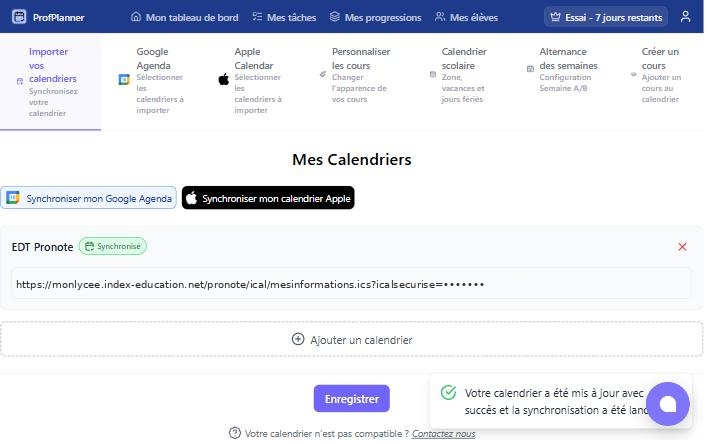 ProfPlanner
Mon tableau de bord
Mes tâches
Mes progressions
Mes élèves
Essai - 7 jours restants
Importer
vos
calendriers
Synchronisez
votre
calendrier
Google
Agenda
Sélectionner
les
calendriers à
importer
Apple
Calendar
Sélectionner
les
calendriers à
importer
Personnaliser
les cours
Changer
l'apparence de
vos cours
Calendrier
scolaire
Zone,
vacances et
jours fériés
Alternance
des semaines
Configuration
Semaine A/B
Créer un
cours
Ajouter un
cours au
calendrier
Mes Calendriers
Synchroniser mon Google Agenda
Synchroniser mon calendrier Apple
EDT Pronote
Synchronisé
https://monlycee.index-education.net/pronote/ical/mesinformations.ics?icalsecurise=•••••••
Ajouter un calendrier
Enregistrer
Votre calendrier a été mis à jour avec
succès et la synchronisation a été
Votre calendrier n'est pas compatible ? Contactez nous